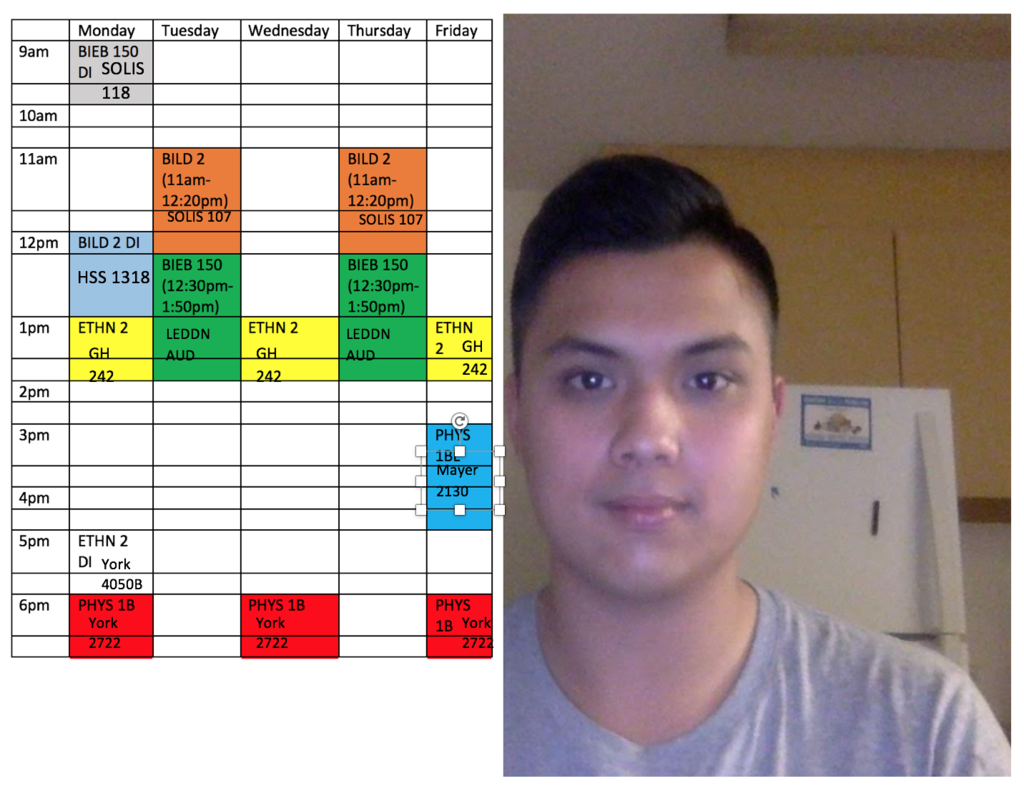 Monday Tuesday Wednesday Thursday Friday
9am BIEB 150
DI SOLIS
118
10am
11am BILD 2 BILD 2
(11am- (11am-
12:20pm) 12:20pm)
SOLIS 107 SOLIS 107
12pm BILD 2 DI
HSS 1318 BIEB 150 BIEB 150
(12:30pm- (12:30pm-
1:50pm) 1:50pm)
1pm ETHN 2 LEDDN ETHN 2 LEDDN ETHN
GH AUD GH AUD 2 GH
242 242 242
2pm
3pm PHYS
1BL
Mayer
4pm 2130
5pm ETHN 2
DI York
4050B
6pm PHYS 1B PHYS 1B PHYS
York York 1B York
2722 2722 2722